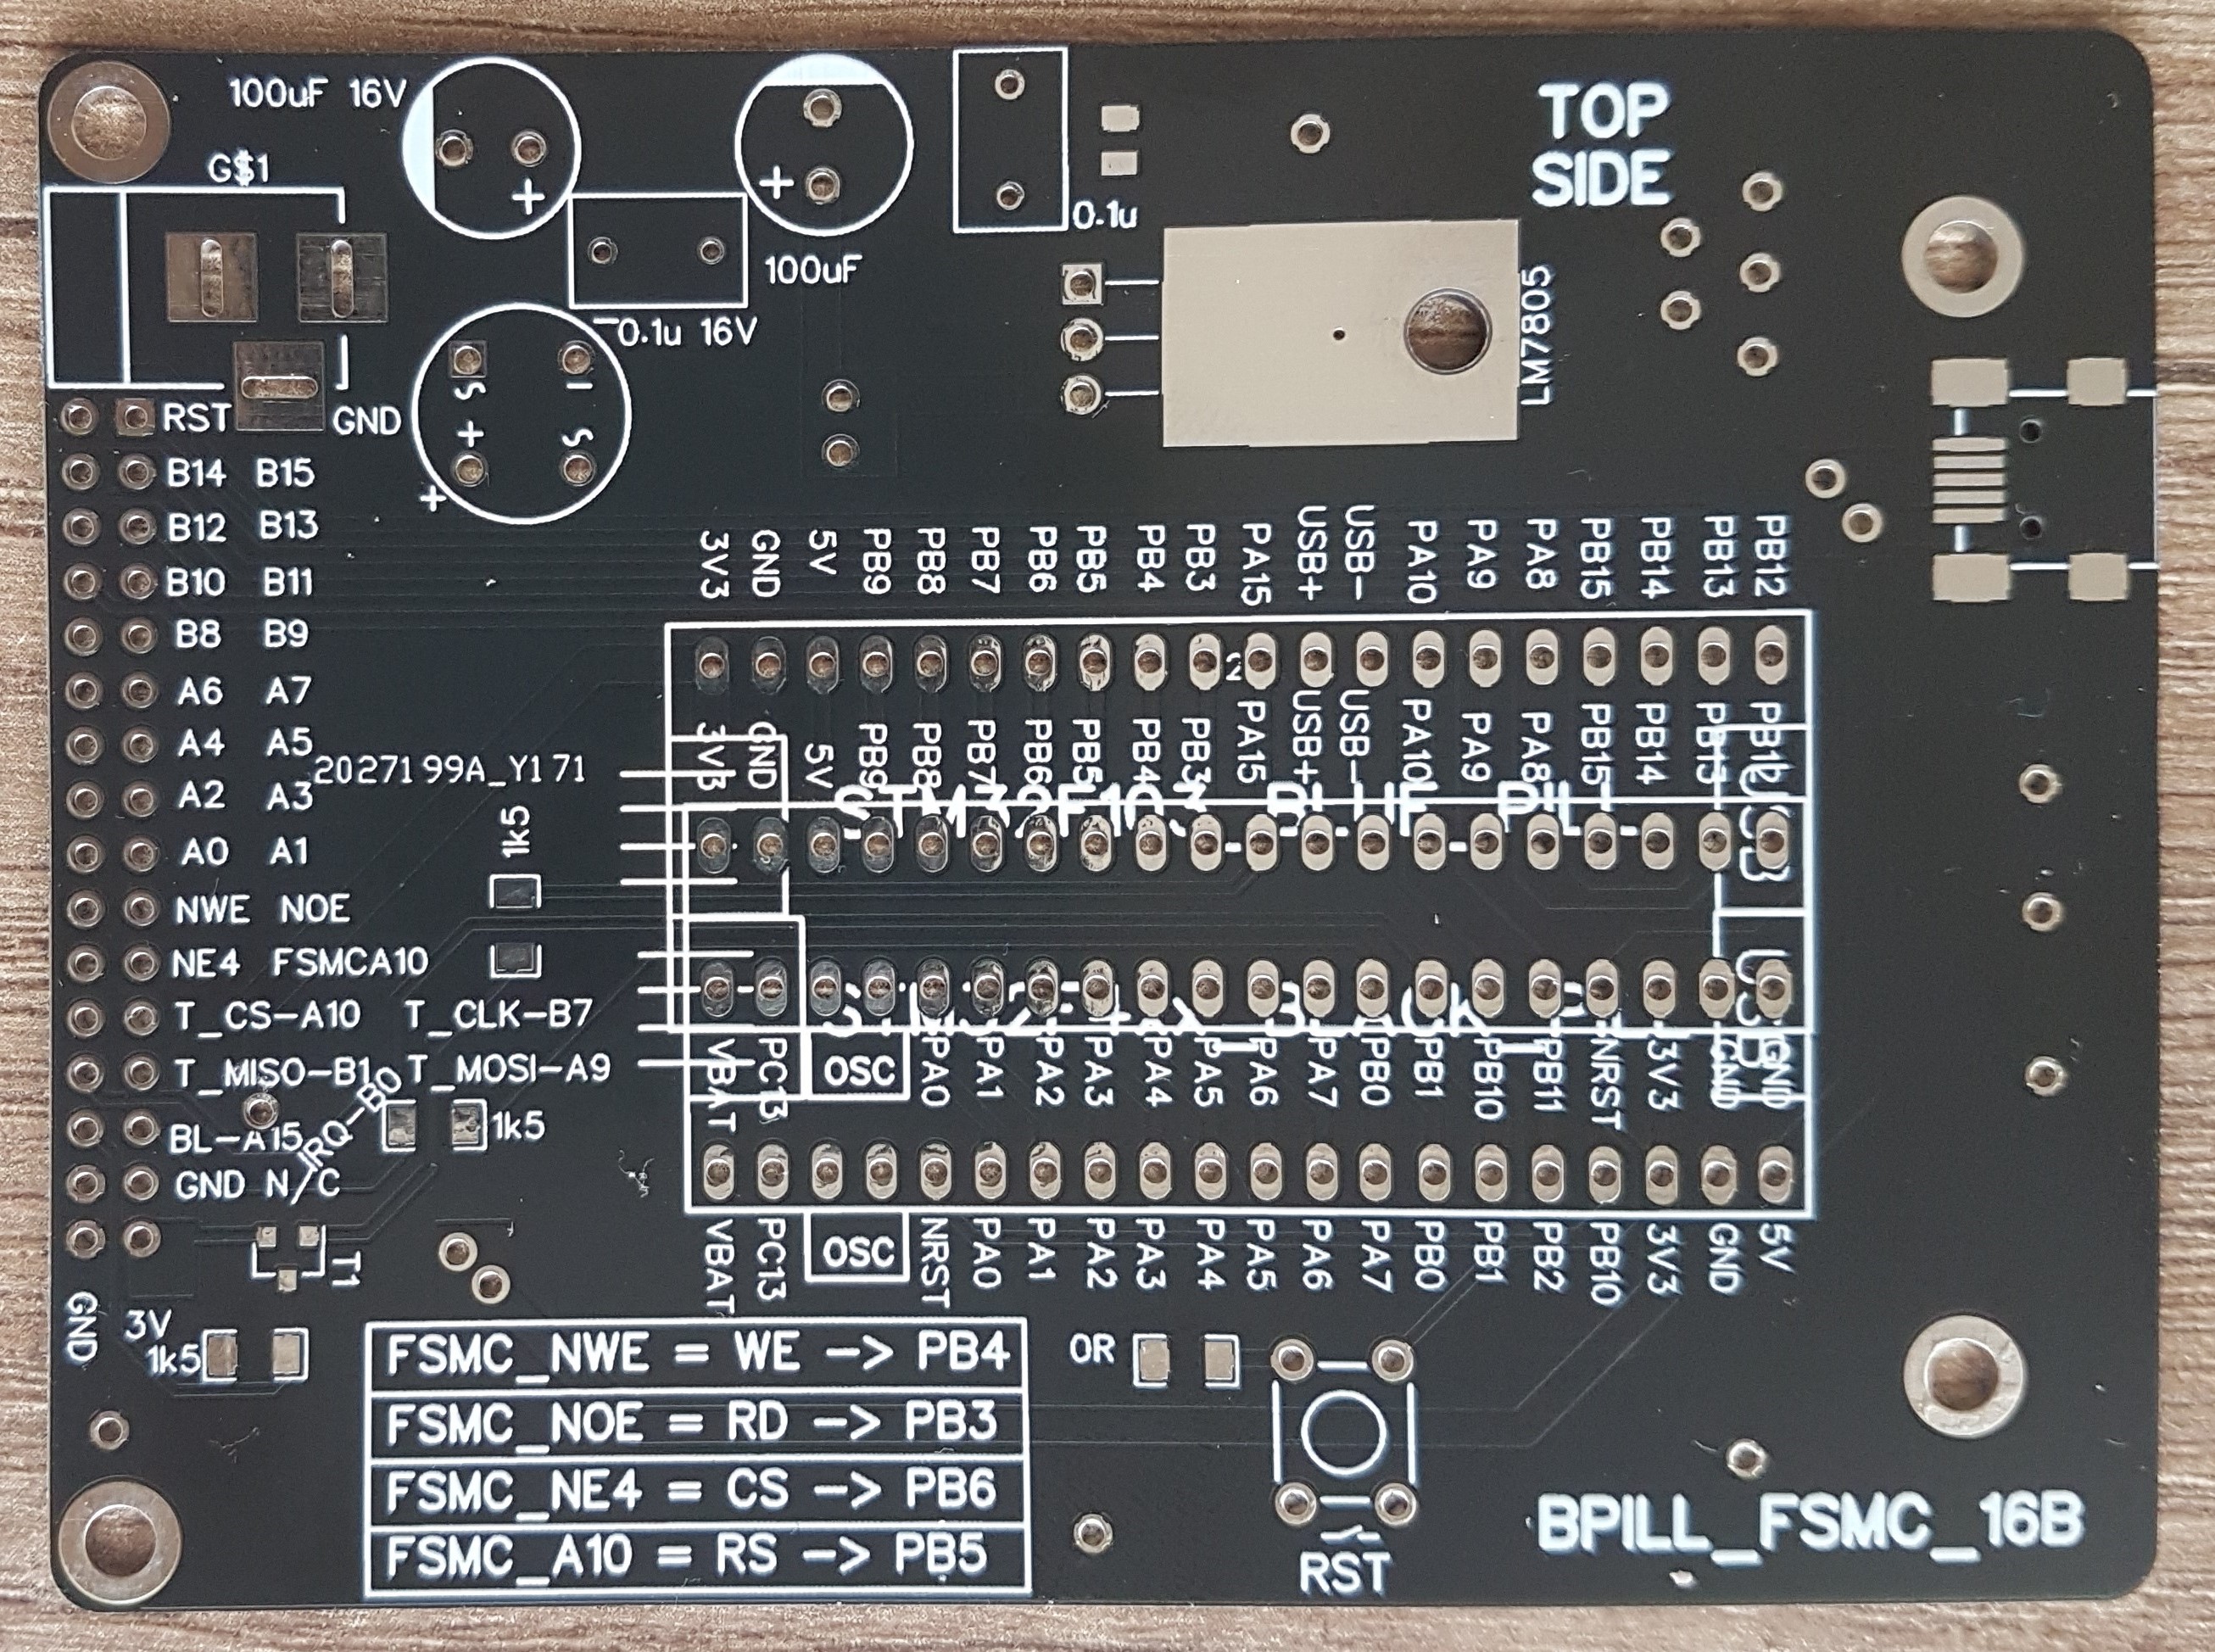 100uF 16V
TOP
SIDE
G$1
0.1u
100uF
0.1u 16V
LM7805
RST GND
B14 B15
B12 B13
B10 B11
B8 B9
A6 A7
A4 A5
2027199A_Y171
A2 A3
1k5
A0 A1
NWE NOE
NE4 FSMCA10
T_CS-A10 T_CLK-B7
T_MISO-B1 T_MOSI-A9
IRQ-B0
BL-A15
1k5
GND N/C
T1
GND
3V
1k5
3V3 GND 5V PB9 PB8 PB7 PB6 PB5 PB4 PB3 PA15 USB+ USB- PA10 PA9 PA8 PB15 PB14 PB13 PB12
3V3 GND 5V PB9 PB8 PB7 PB6 PB5 PB4 PB3 PA15 USB+ USB- PA10 PA9 PA8 PB15 PB14 PB13 PB12
USB
USB
VBAT PC13 OSC PA0 PA1 PA2 PA3 PA4 PA5 PA6 PA7 PB0 PB1 PB10 PB11 NRST 3V3 GND GND
VBAT PC13 OSC NRST PA0 PA1 PA2 PA3 PA4 PA5 PA6 PA7 PB0 PB1 PB2 PB10 3V3 GND 5V
FSMC_NWE = WE -> PB4
FSMC_NOE = RD -> PB3
FSMC_NE4 = CS -> PB6
FSMC_A10 = RS -> PB5
0R
RST
BPILL_FSMC_16B